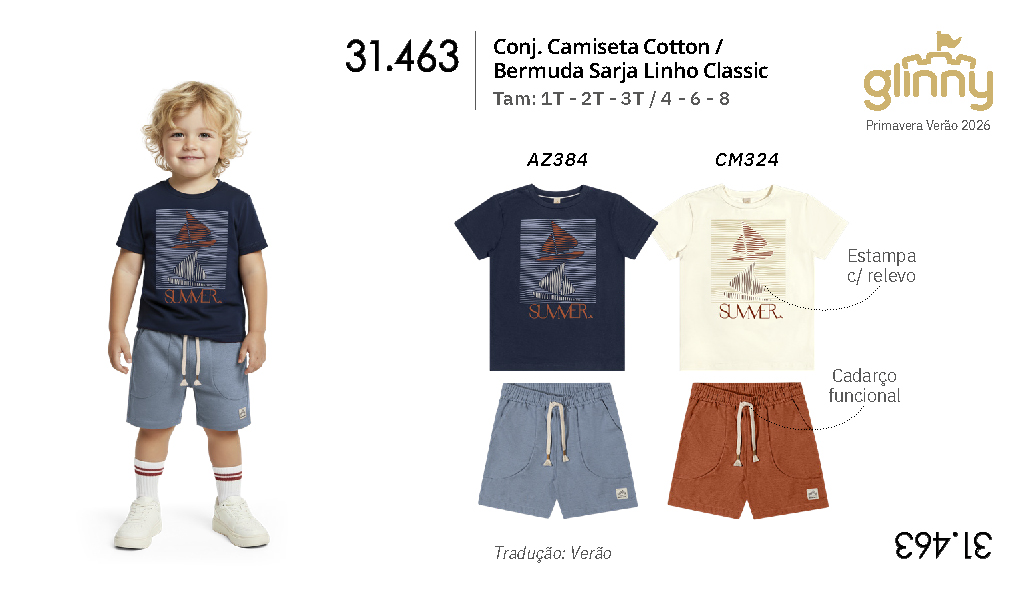 31.463
Conj. Camiseta Cotton /
Bermuda Sarja Linho Classic
Tam: 1T - 2T - 3T / 4 - 6 - 8
glinny
Primavera Verão 2026
AZ384
CM324
SUMMER
SUMMER
SUMMER
Estampa
c/ relevo
Cadarço
funcional
Tradução: Verão
31.463